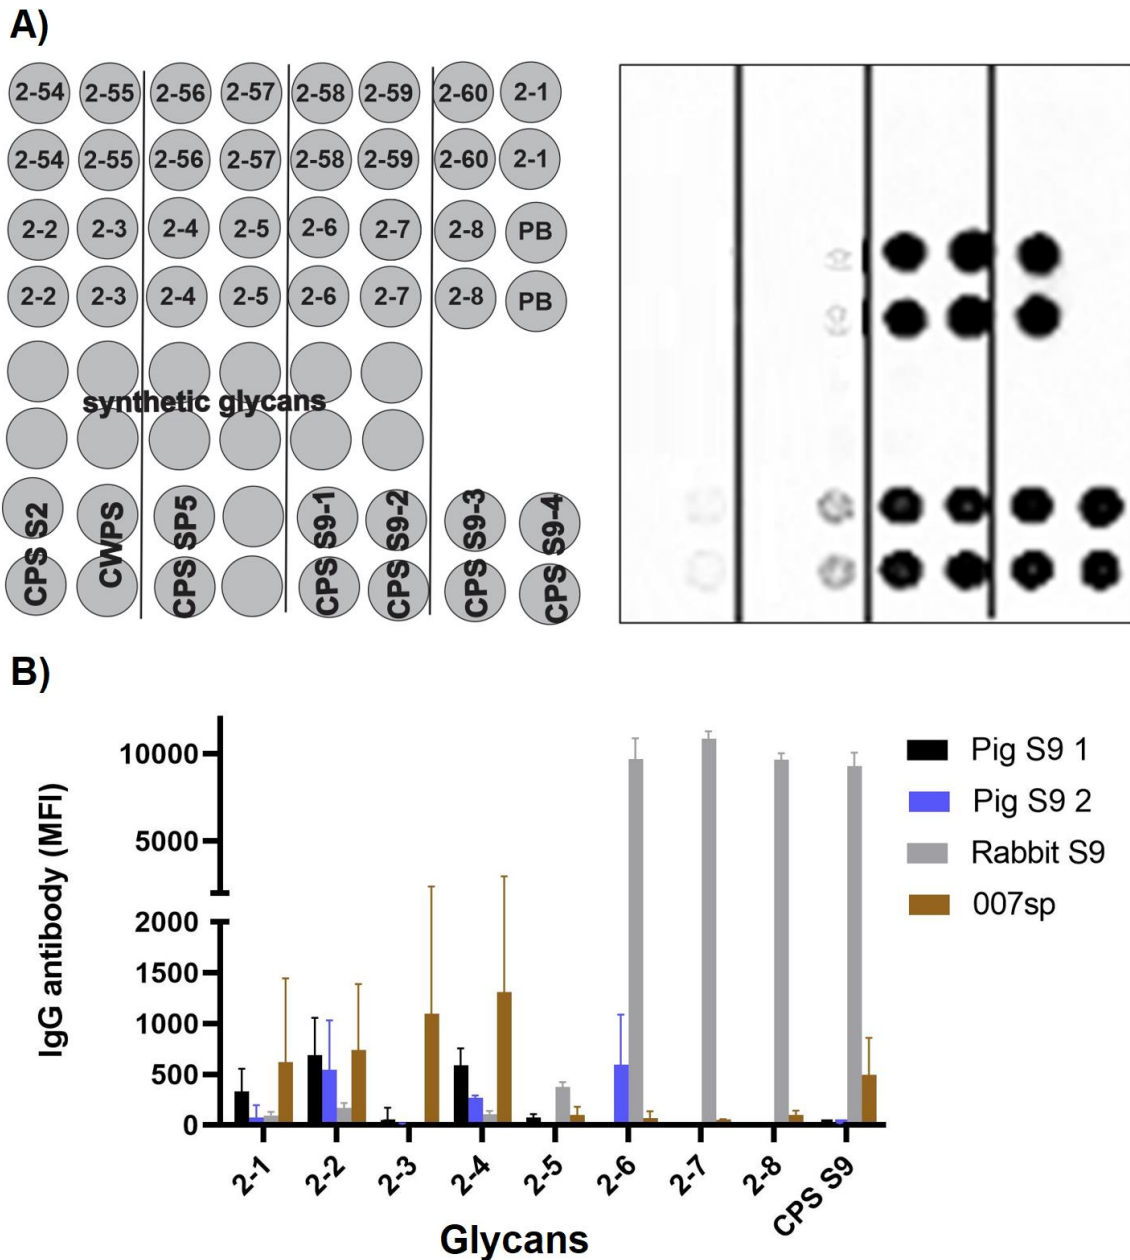 A)
2-54 2-55 2-56 2-57 2-58 2-59 2-60 2-1
2-54 2-55 2-56 2-57 2-58 2-59 2-60 2-1
2-2 2-3 2-4 2-5 2-6 2-7 2-8 PB
2-2 2-3 2-4 2-5 2-6 2-7 2-8 PB
synthetic glycans
CPS S2
CWPS
CPS SP5
CPS S9-1
CPS S9-2
CPS S9-3
CPS S9-4
B)
IgG antibody (MFI)
10000
5000
2000
1500
1000
500
0
2-1 2-2 2-3 2-4 2-5 2-6 2-7 2-8 CPS S9
Glycans
Pig S9 1
Pig S9 2
Rabbit S9
007sp